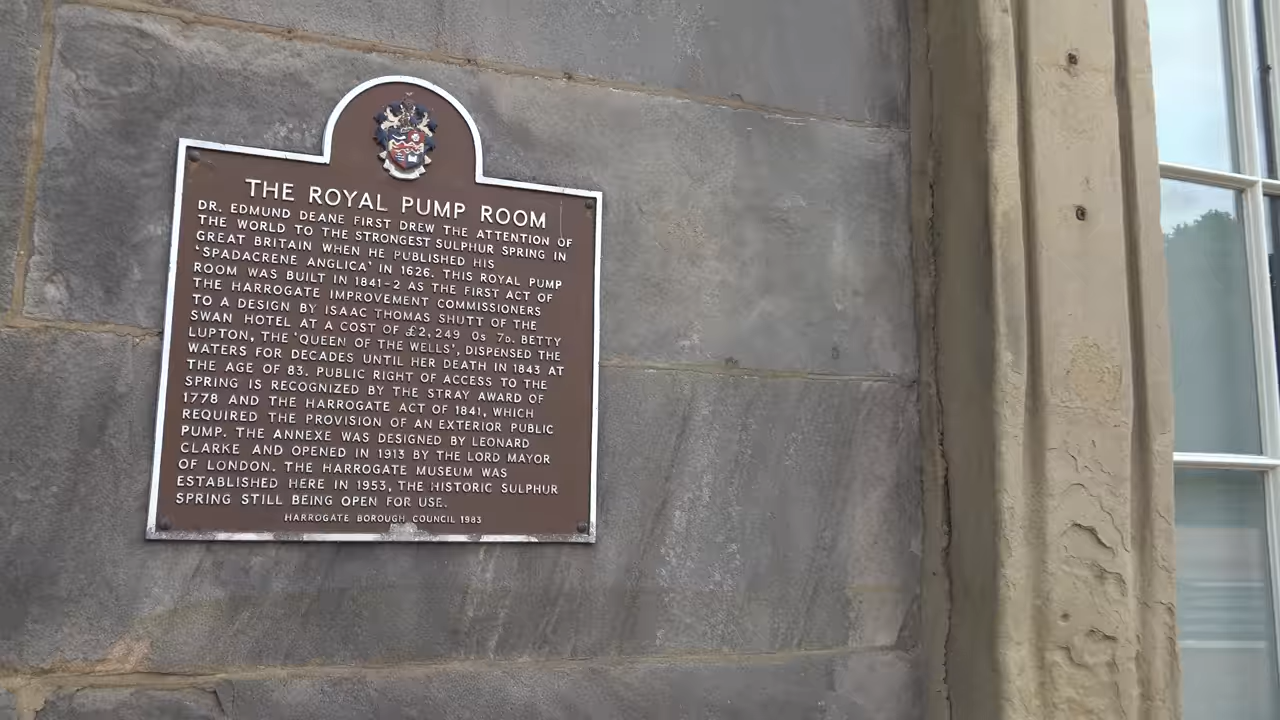 THE ROYAL PUMP ROOM
DR. EDMUND DEANE FIRST DREW THE ATTENTION OF
THE WORLD TO THE STRONGEST SULPHUR SPRING IN
GREAT BRITAIN WHEN HE PUBLISHED HIS
'SPADACRENE ANGLICA' IN 1626. THIS ROYAL PUMP
ROOM WAS BUILT IN 1841-2 AS THE FIRST ACT OF
THE HARROGATE IMPROVEMENT COMMISSIONERS
TO A DESIGN BY ISAAC THOMAS SHUTT OF THE
SWAN HOTEL AT A COST OF £2,249 0s 7D. BETTY
LUPTON, THE 'QUEEN OF THE WELLS', DISPENSED THE
WATERS FOR DECADES UNTIL HER DEATH IN 1843 AT
THE AGE OF 83. PUBLIC RIGHT OF ACCESS TO THE
SPRING IS RECOGNIZED BY THE STRAY AWARD OF
1778 AND THE HARROGATE ACT OF 1841, WHICH
REQUIRED THE PROVISION OF AN EXTERIOR PUBLIC
PUMP. THE ANNEXE WAS DESIGNED BY LEONARD
CLARKE AND OPENED IN 1913 BY THE LORD MAYOR
OF LONDON. THE HARROGATE MUSEUM WAS
ESTABLISHED HERE IN 1953, THE HISTORIC SULPHUR
SPRING STILL BEING OPEN FOR USE.
HARROGATE BOROUGH COUNCIL 1983